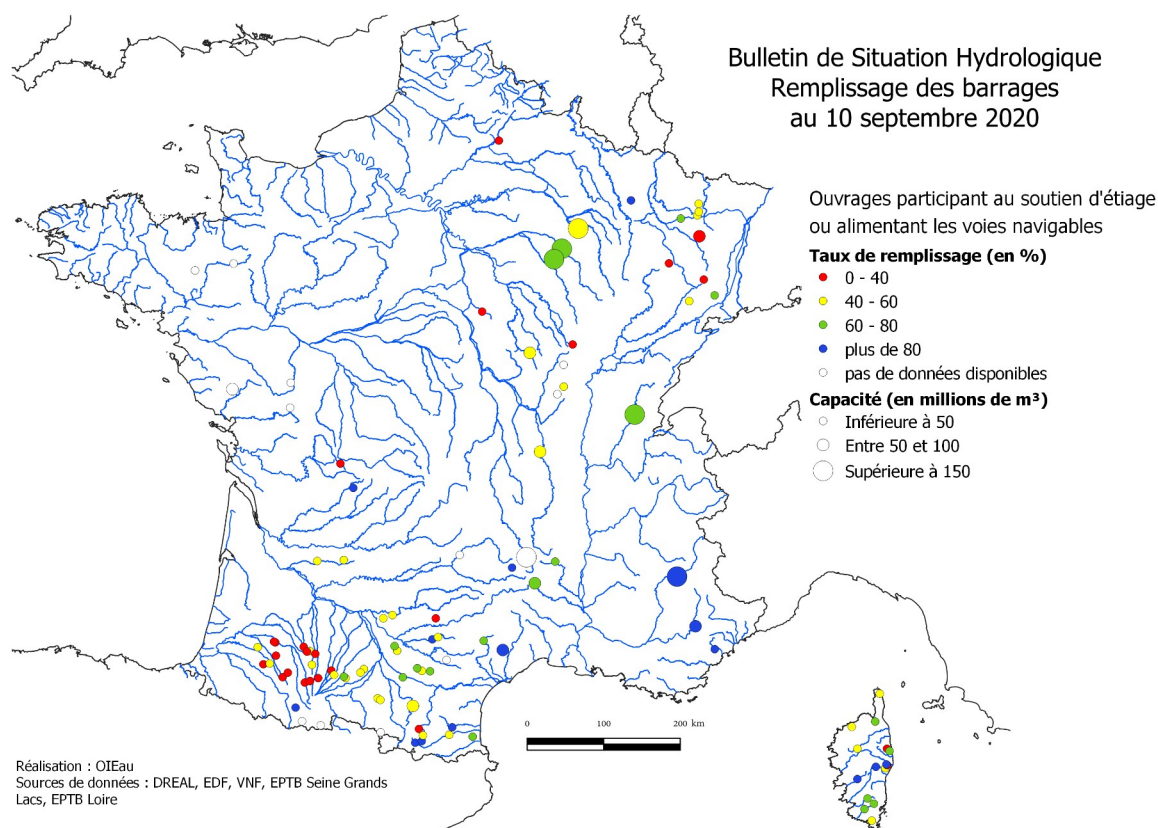 Bulletin de Situation Hydrologique
Remplissage des barrages
au 10 septembre 2020
Ouvrages participant au soutien d'étiage
ou alimentant les voies navigables
Taux de remplissage (en %)
0 - 40
40 - 60
60 - 80
plus de 80
pas de données disponibles
Capacité (en millions de m³)
Inférieure à 50
Entre 50 et 100
Supérieure à 150
0 100 200 km
Réalisation : OIEau
Sources de données : DREAL, EDF, VNF, EPTB Seine Grands
Lacs, EPTB Loire